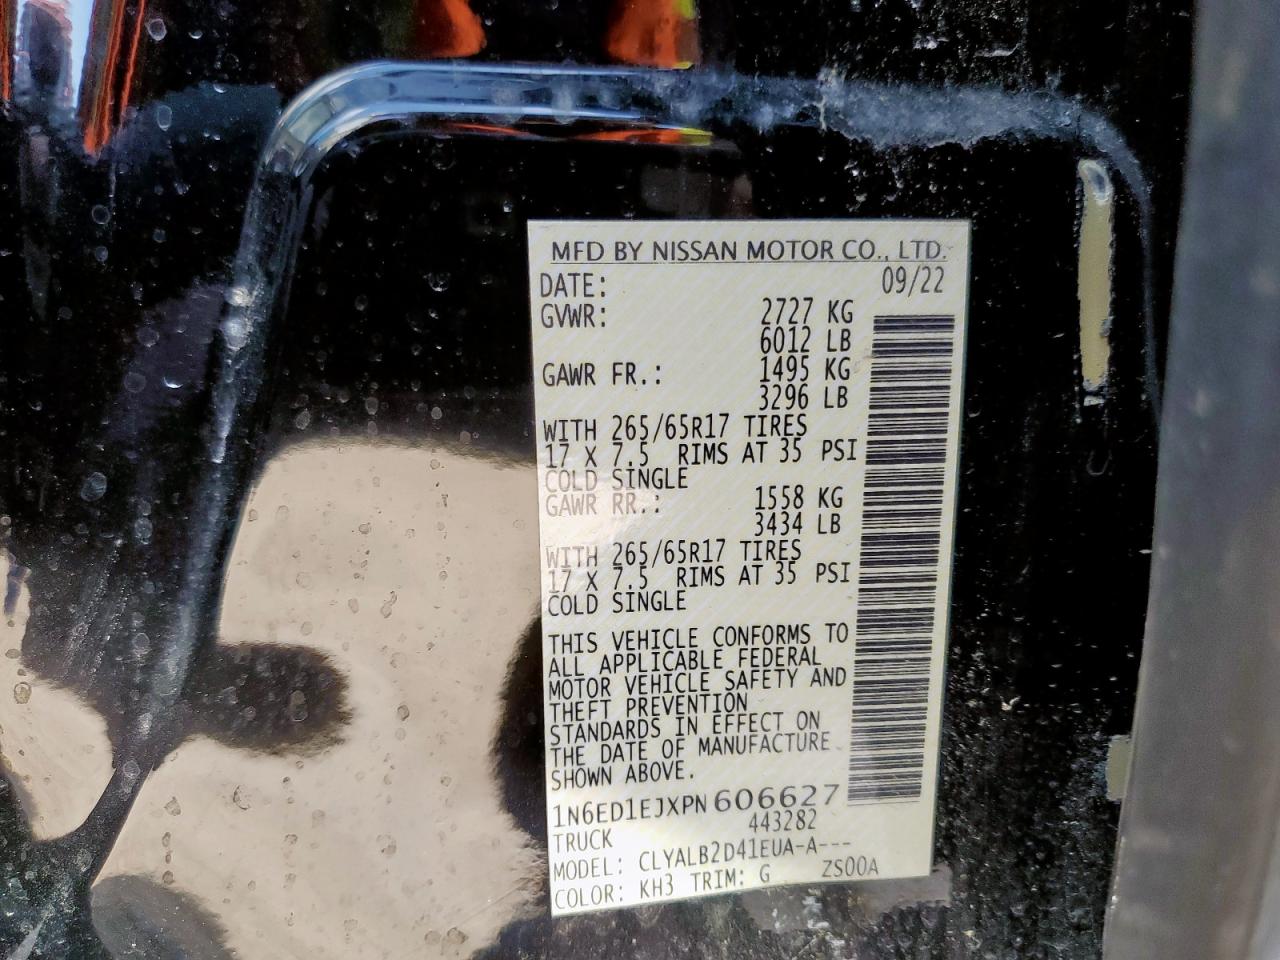 MFD BY NISSAN MOTOR CO., LTD.
DATE: 09/22
GVWR: 2727 KG
6012 LB
GAWR FR.: 1495 KG
3296 LB
WITH 265/65R17 TIRES
17 X 7.5 RIMS AT 35 PSI
COLD SINGLE
GAWR RR.: 1558 KG
3434 LB
WITH 265/65R17 TIRES
17 X 7.5 RIMS AT 35 PSI
COLD SINGLE
THIS VEHICLE CONFORMS TO
ALL APPLICABLE FEDERAL
MOTOR VEHICLE SAFETY AND
THEFT PREVENTION
STANDARDS IN EFFECT ON
THE DATE OF MANUFACTURE
SHOWN ABOVE.
1N6ED1EJXPN606627
TRUCK 443282
MODEL: CLYALB2D41EUA-A---
COLOR: KH3 TRIM: G ZS00A